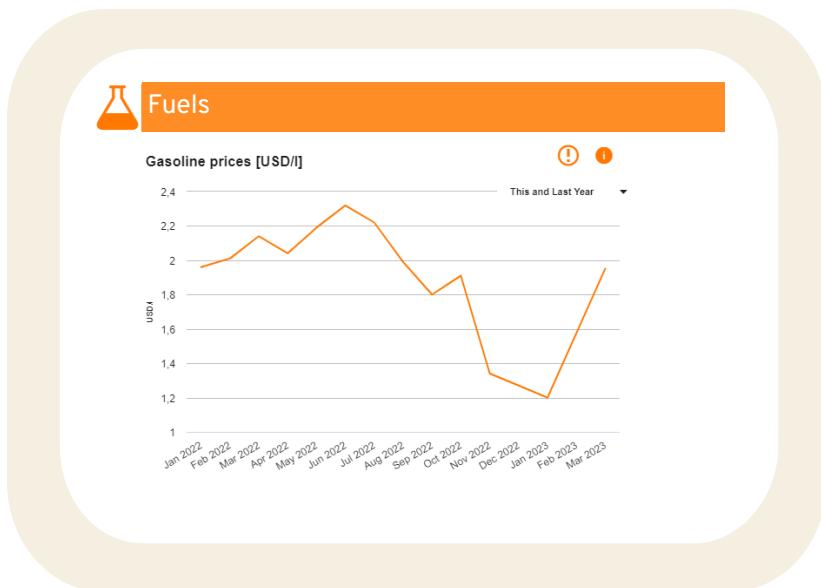 Fuels
Gasoline prices [USD/l]
This and Last Year
2,4
2,2
2
1,8
1,6
1,4
1,2
1
USD/l
Jan 2022
Feb 2022
Mar 2022
Apr 2022
May 2022
Jun 2022
Jul 2022
Aug 2022
Sep 2022
Oct 2022
Nov 2022
Dec 2022
Jan 2023
Feb 2023
Mar 2023